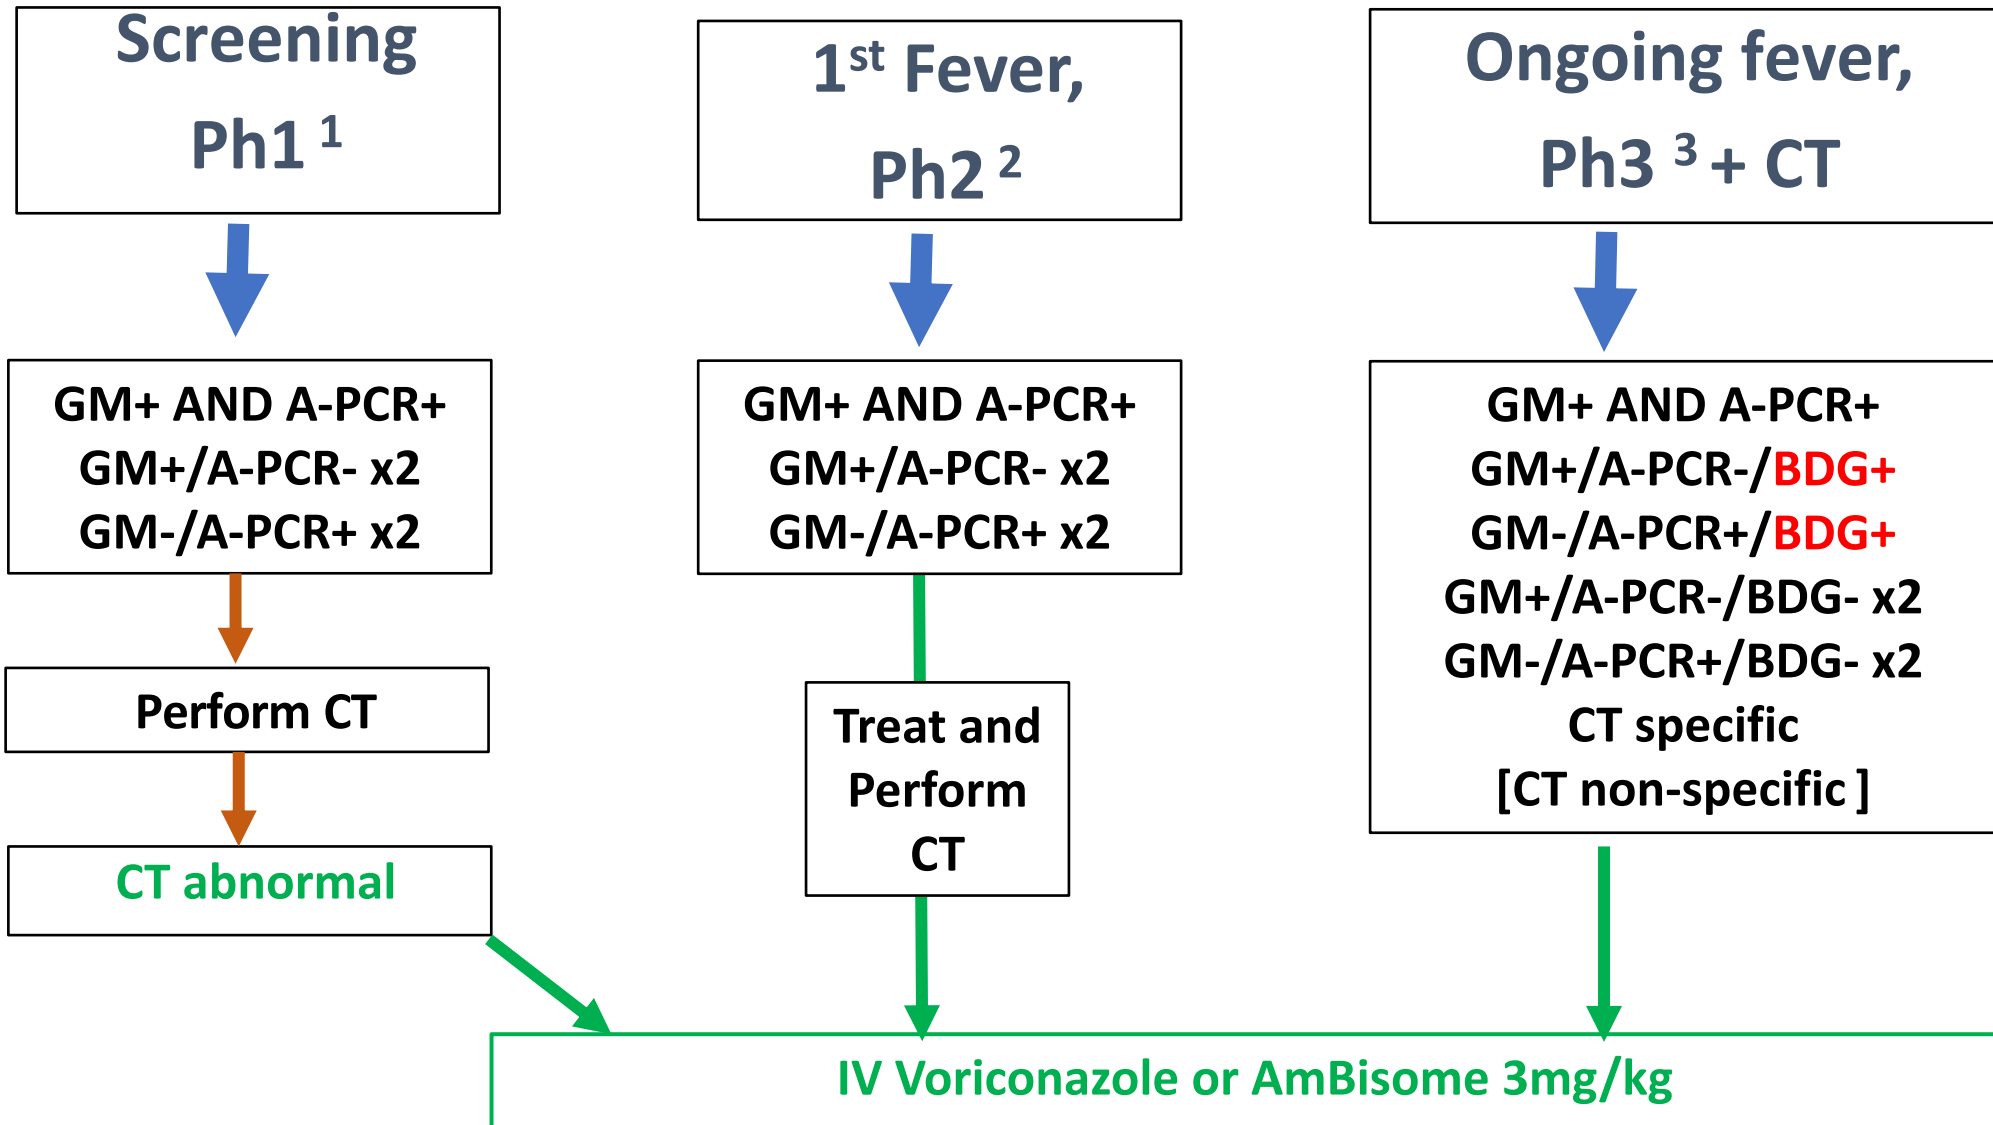 Screening
Ph1 1
1st Fever,
Ph2 2
Ongoing fever,
Ph3 3 + CT
GM+ AND A-PCR+
GM+/A-PCR- x2
GM-/A-PCR+ x2
Perform CT
CT abnormal
GM+ AND A-PCR+
GM+/A-PCR- x2
GM-/A-PCR+ x2
Treat and
Perform
CT
GM+ AND A-PCR+
GM+/A-PCR-/BDG+
GM-/A-PCR+/BDG+
GM+/A-PCR-/BDG- x2
GM-/A-PCR+/BDG- x2
CT specific
[CT non-specific ]
IV Voriconazole or AmBisome 3mg/kg